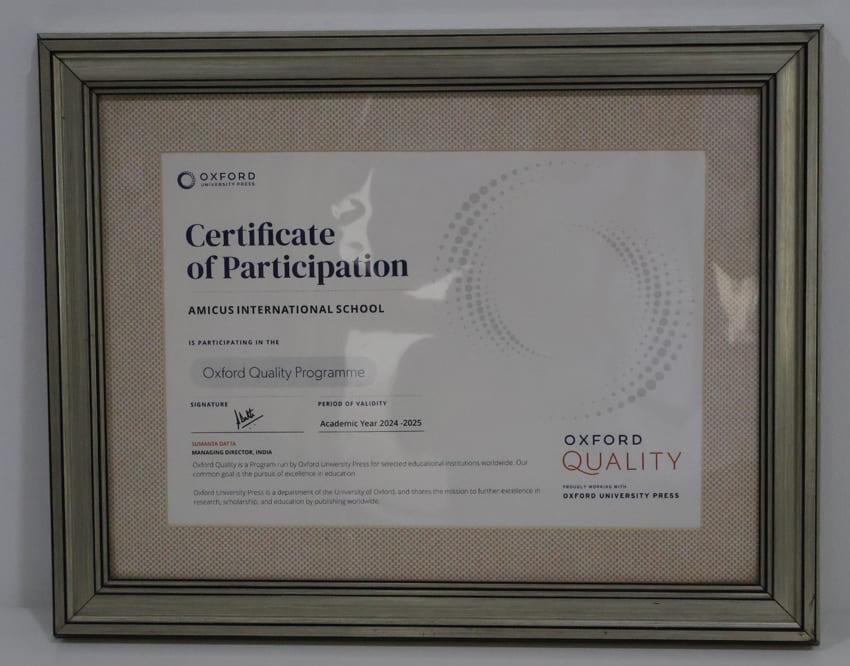 OXFORD
UNIVERSITY PRESS
Certificate
of Participation
AMICUS INTERNATIONAL SCHOOL
IS PARTICIPATING IN THE
Oxford Quality Programme
SIGNATURE
PERIOD OF VALIDITY
Academic Year 2024 -2025
SUMANTA DATTA
MANAGING DIRECTOR, INDIA
Oxford Quality is a Program run by Oxford University Press for selected educational institutions worldwide. Our
common goal is the pursuit of excellence in education
Oxford University Press is a department of the University of Oxford, and shares the mission to further excellence in
research, scholarship, and education by publishing worldwide.
OXFORD
QUALITY
PROUDLY WORKING WITH
OXFORD UNIVERSITY PRESS